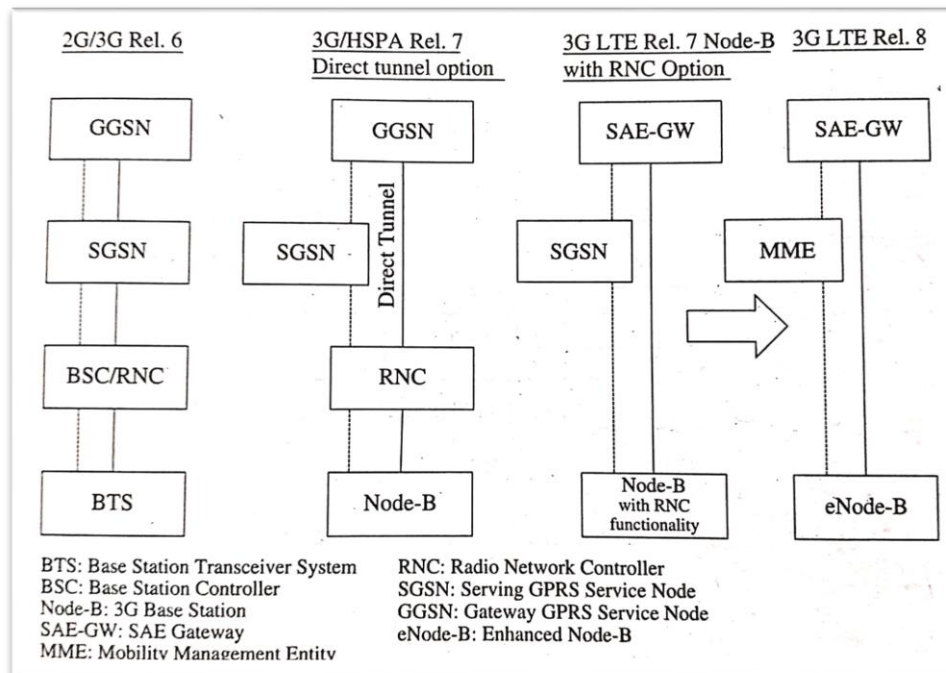 2G/3G Rel. 6
3G/HSPA Rel. 7
Direct tunnel option
3G LTE Rel. 7 Node-B
with RNC Option
3G LTE Rel. 8
GGSN
GGSN
SAE-GW
SAE-GW
SGSN
SGSN
Direct Tunnel
SGSN
MME
BSC/RNC
RNC
BTS
Node-B
Node-B
with RNC
functionality
eNode-B
BTS: Base Station Transceiver System
BSC: Base Station Controller
Node-B: 3G Base Station
SAE-GW: SAE Gateway
MME: Mobility Management Entity
RNC: Radio Network Controller
SGSN: Serving GPRS Service Node
GGSN: Gateway GPRS Service Node
eNode-B: Enhanced Node-B